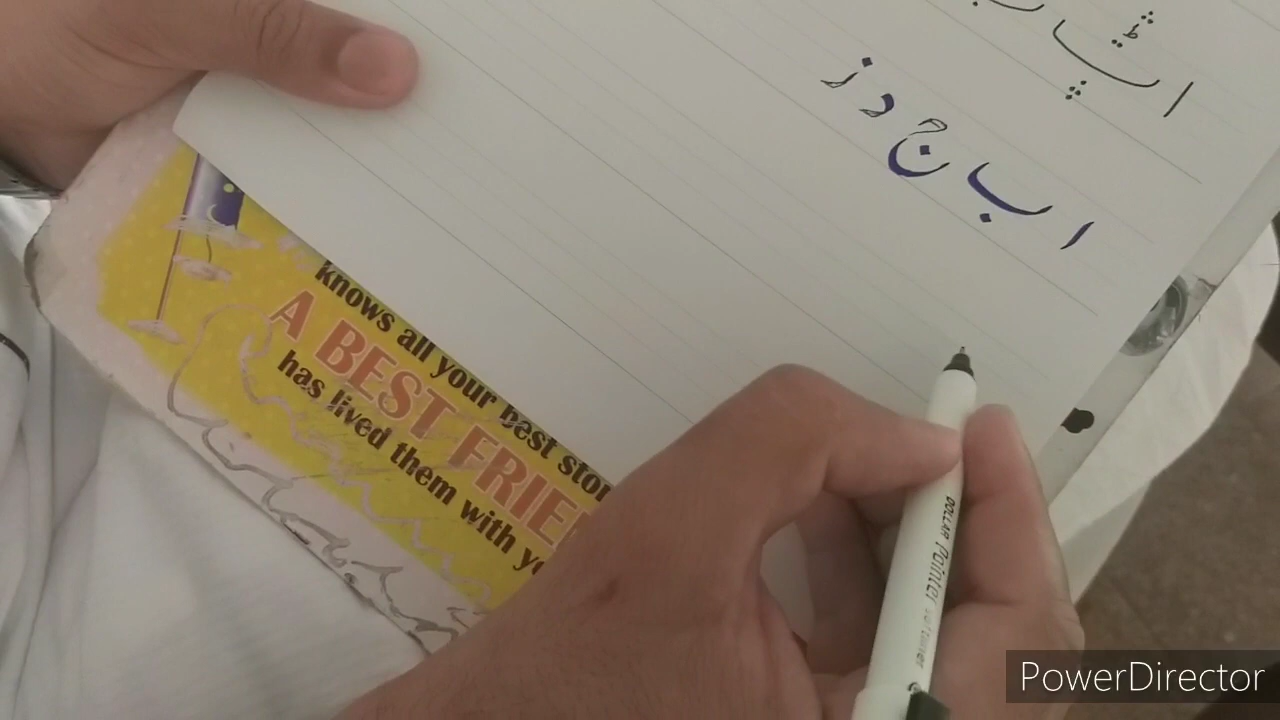 ا ب ج د ز
knows all your best
A BEST
has lived them with
DOLLAR Pointer
PowerDirector